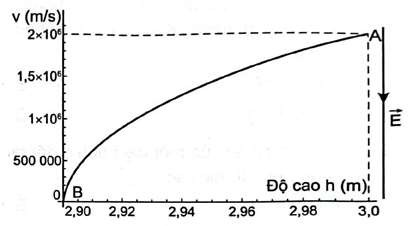 v (m/s)
2×10⁶
1,5×10⁶
1×10⁶
500 000
0
A
B
E
Độ cao h (m)
2,90 2,92 2,94 2,96 2,98 3,0